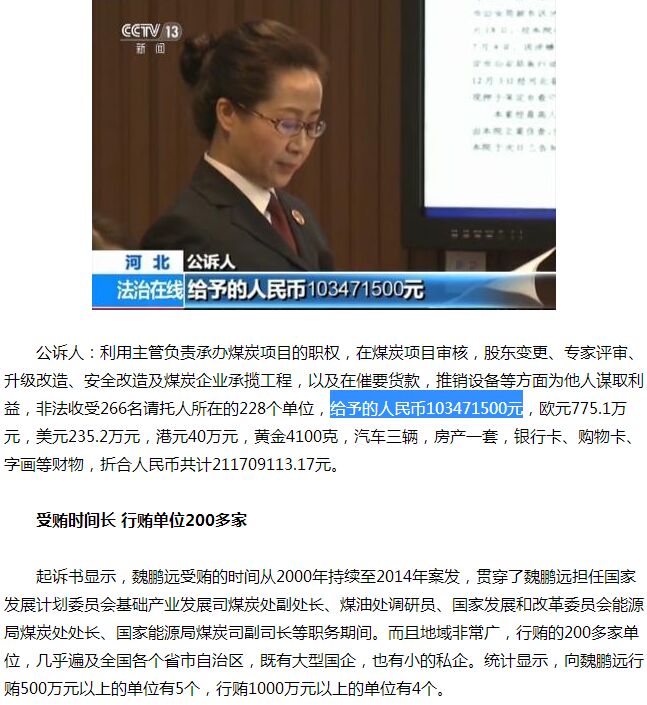 CCTV 13
新闻
12月3日经河北省
河北 公诉人
法治在线 给予的人民币103471500元
公诉人：利用主管负责承办煤炭项目的职权，在煤炭项目审核，股东变更、专家评审、
升级改造、安全改造及煤炭企业承揽工程，以及在催要货款，推销设备等方面为他人谋取利
益，非法收受266名请托人所在的228个单位，给予的人民币103471500元，欧元775.1万
元，美元235.2万元，港元40万元，黄金4100克，汽车三辆，房产一套，银行卡、购物卡、
字画等财物，折合人民币共计211709113.17元。
受贿时间长 行贿单位200多家
起诉书显示，魏鹏远受贿的时间从2000年持续至2014年案发，贯穿了魏鹏远担任国家
发展计划委员会基础产业发展司煤炭处副处长、煤油处调研员、国家发展和改革委员会能源
局煤炭处处长、国家能源局煤炭司副司长等职务期间。而且地域非常广，行贿的200多家单
位，几乎遍及全国各个省市自治区，既有大型国企，也有小的私企。统计显示，向魏鹏远行
贿500万元以上的单位有5个，行贿1000万元以上的单位有4个。